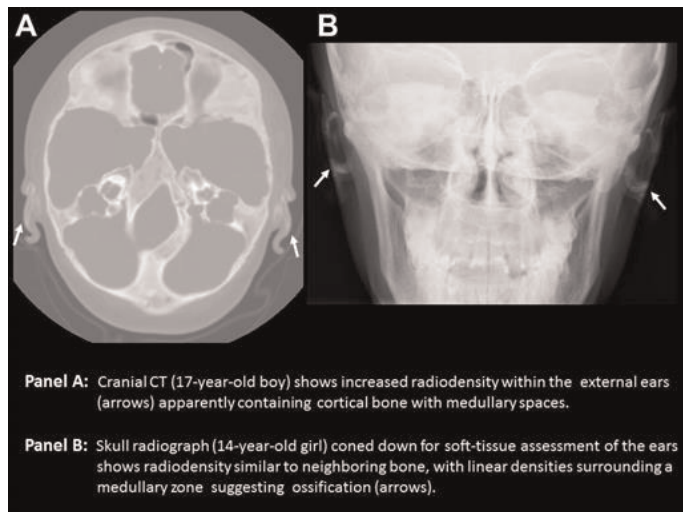 A
B
Panel A: Cranial CT (17-year-old boy) shows increased radiodensity within the external ears
(arrows) apparently containing cortical bone with medullary spaces.
Panel B: Skull radiograph (14-year-old girl) coned down for soft-tissue assessment of the ears
shows radiodensity similar to neighboring bone, with linear densities surrounding a
medullary zone suggesting ossification (arrows).